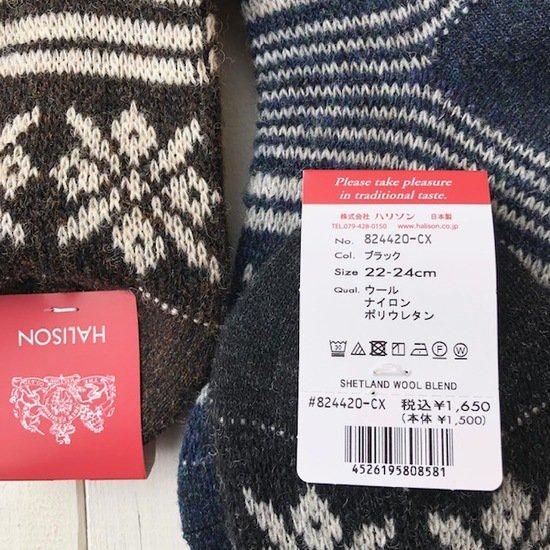 HALISON
Please take pleasure
in traditional taste.
株式会社 ハリソン 日本製
TEL.079-428-0150 www.halison.co.jp
No. 824420-CX
Col. ブラック
Size 22-24cm
Qual. ウール
ナイロン
ポリウレタン
SHETLAND WOOL BLEND
#824420-CX 税込¥1,650
(本体 ¥1,500)
4526195808581